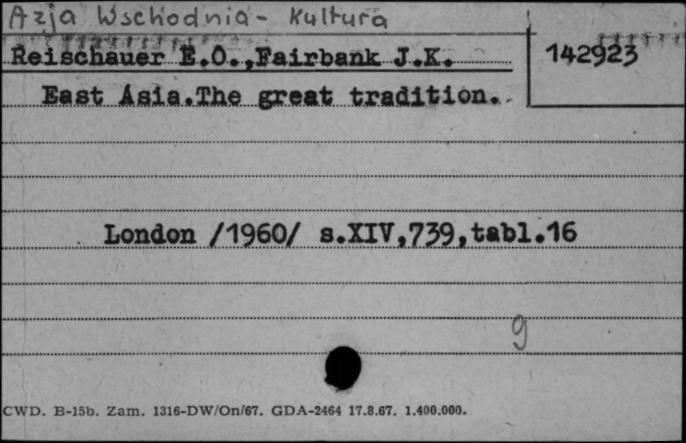 Azja Wschodnia - Kultura
Reischauer E.O.,Fairbank J.K.
142923
East Asia.The great tradition.
London /1960/ s.XIV,739,tabl.16
g
CWD. B-15b. Zam. 1316-DW/On/67. GDA-2464 17.8.67. 1.400.000.